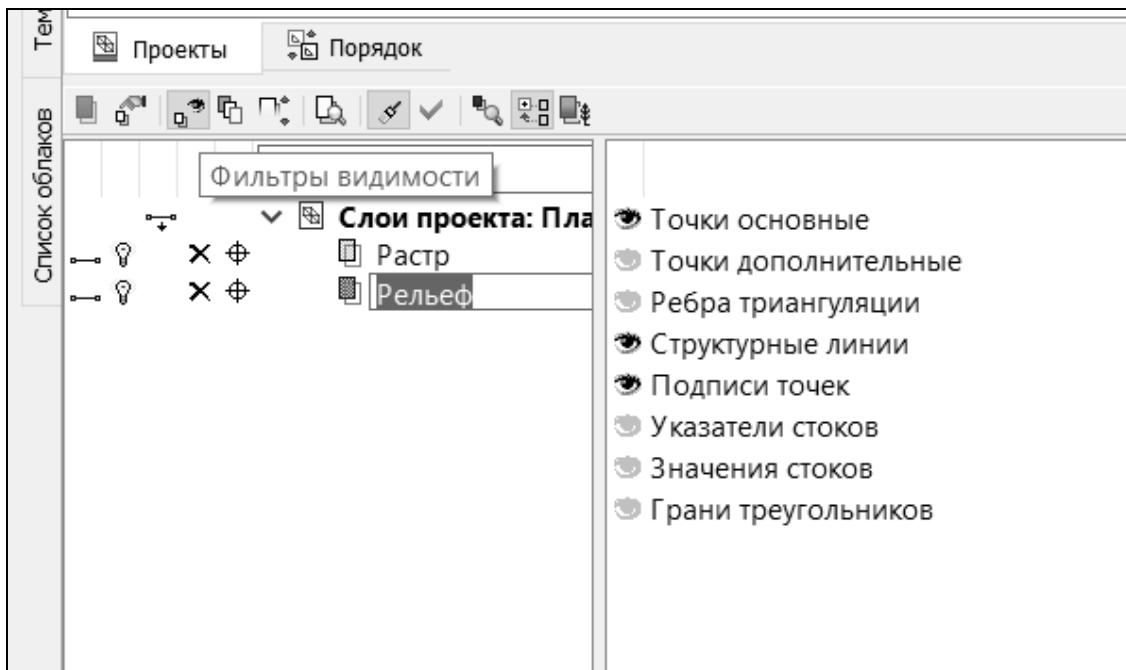 Тем
Список облаков
Проекты
Порядок
Фильтры видимости
Слои проекта: Пла
Растр
Рельеф
Точки основные
Точки дополнительные
Ребра триангуляции
Структурные линии
Подписи точек
Указатели стоков
Значения стоков
Грани треугольников